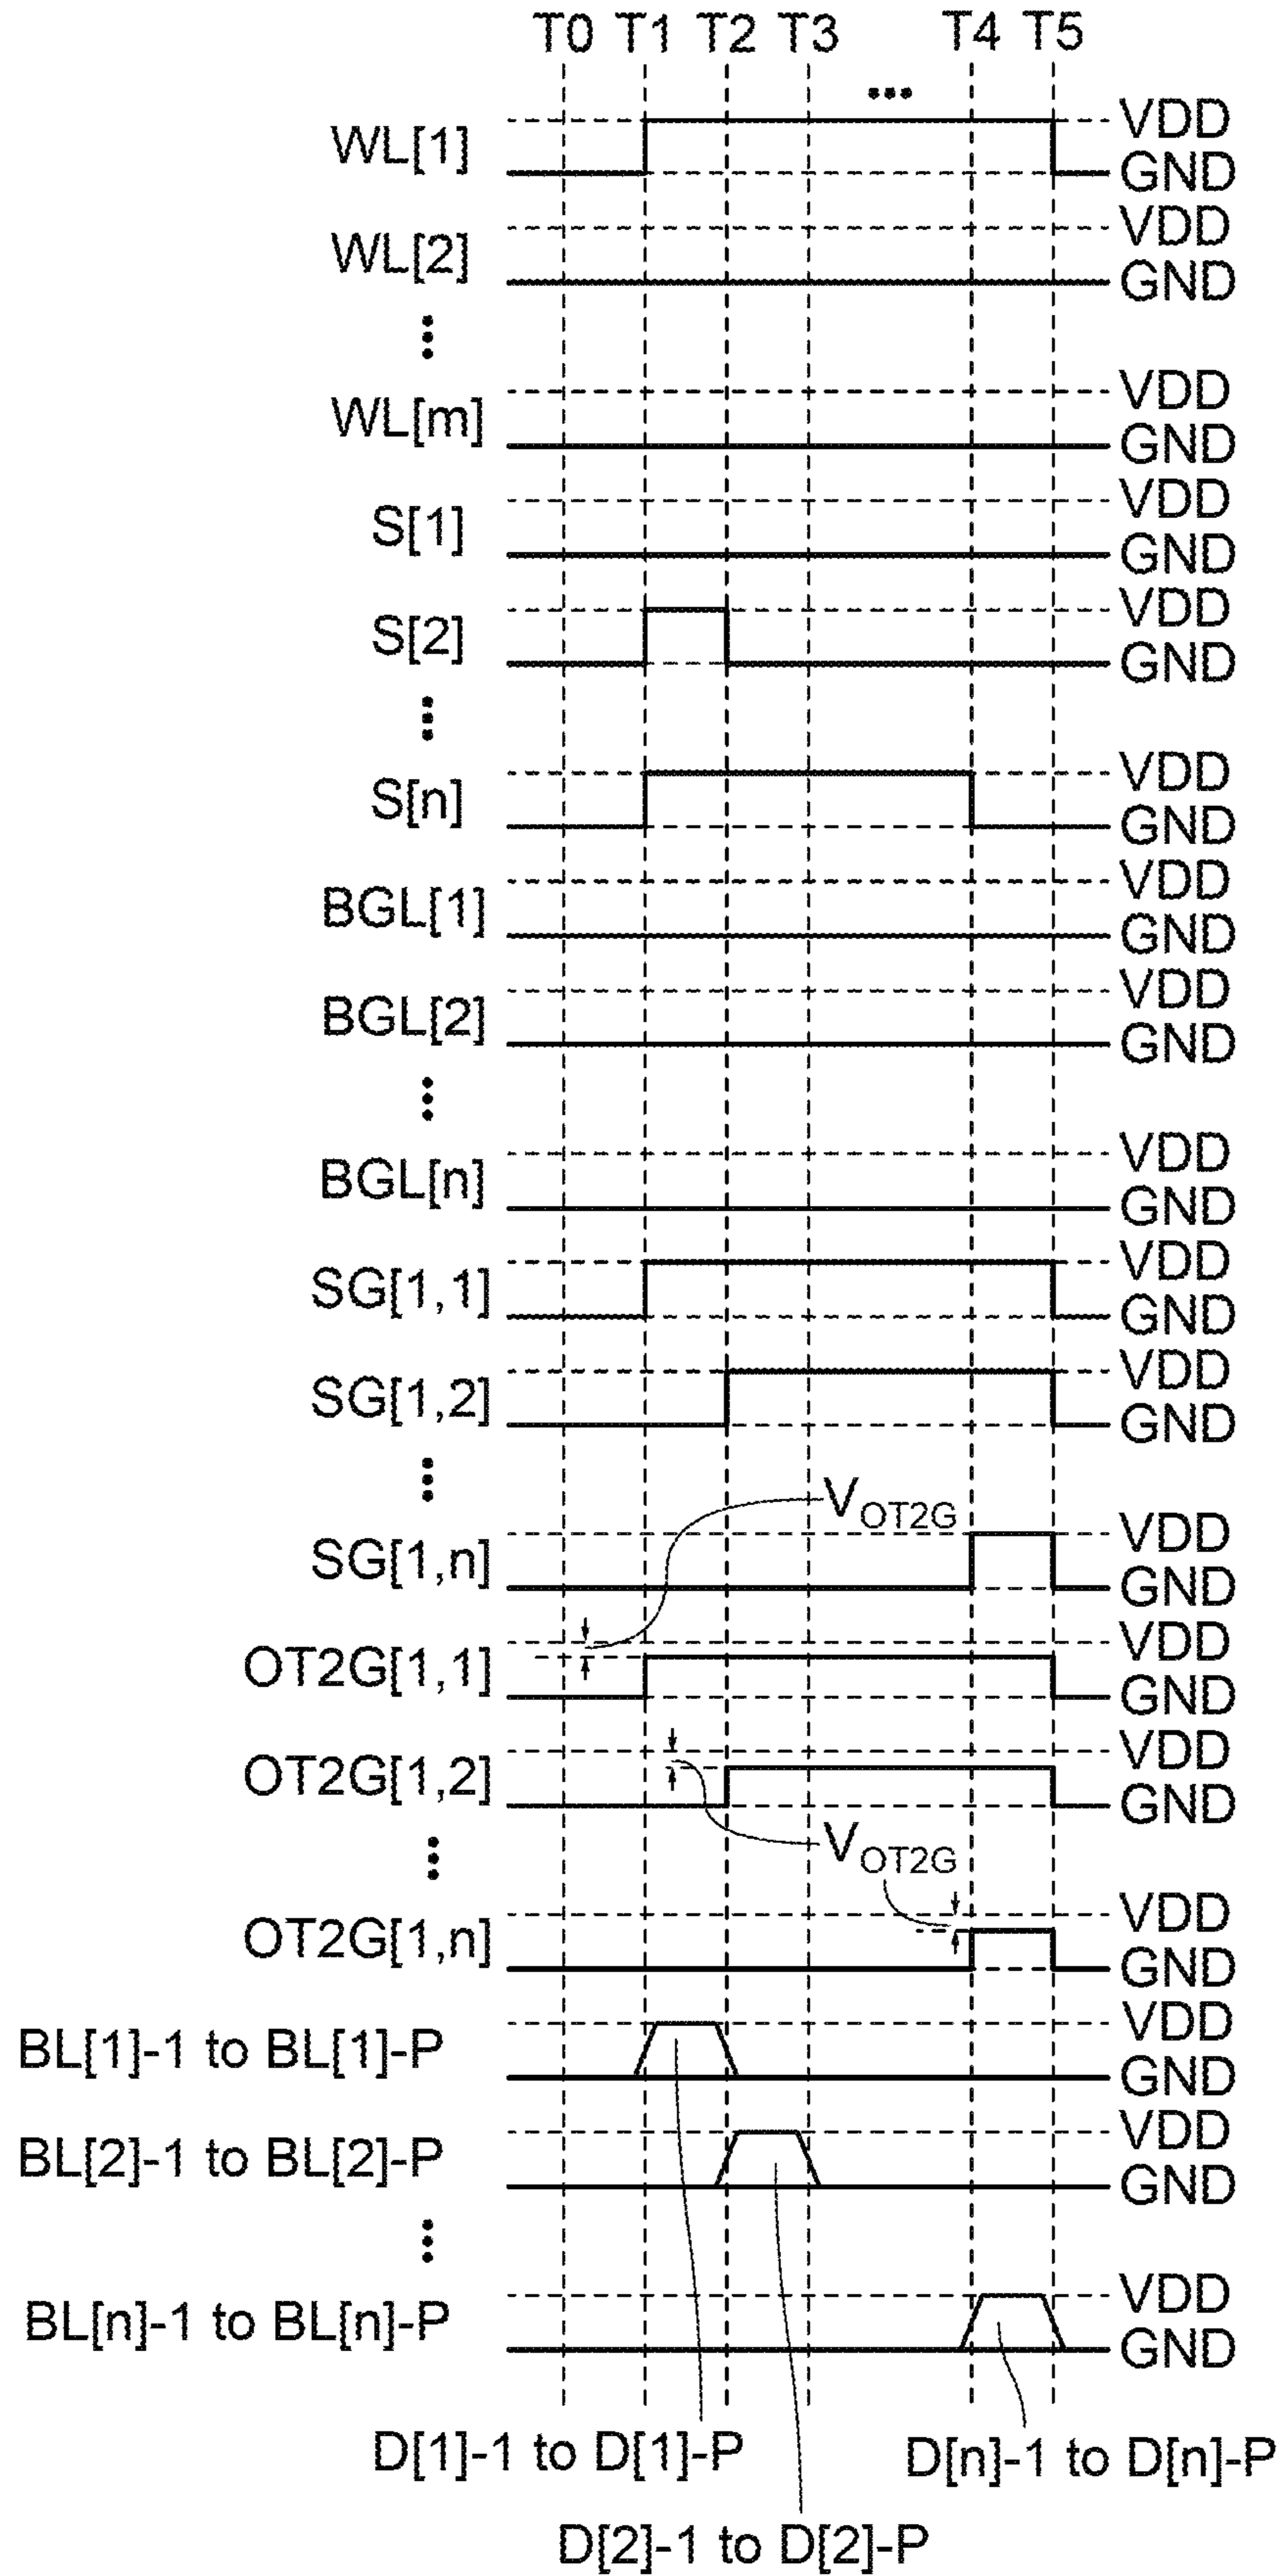 T0 T1 T2 T3 T4 T5
...
WL[1] VDD
GND
WL[2] VDD
GND
...
WL[m] VDD
GND
S[1] VDD
GND
S[2] VDD
GND
...
S[n] VDD
GND
BGL[1] VDD
GND
BGL[2] VDD
GND
...
BGL[n] VDD
GND
SG[1,1] VDD
GND
SG[1,2] VDD
GND
...
VOT2G
SG[1,n] VDD
GND
OT2G[1,1] VDD
GND
OT2G[1,2] VDD
GND
...
VOT2G
OT2G[1,n] VDD
GND
BL[1]-1 to BL[1]-P VDD
GND
BL[2]-1 to BL[2]-P VDD
GND
...
BL[n]-1 to BL[n]-P VDD
GND
D[1]-1 to D[1]-P D[n]-1 to D[n]-P
D[2]-1 to D[2]-P